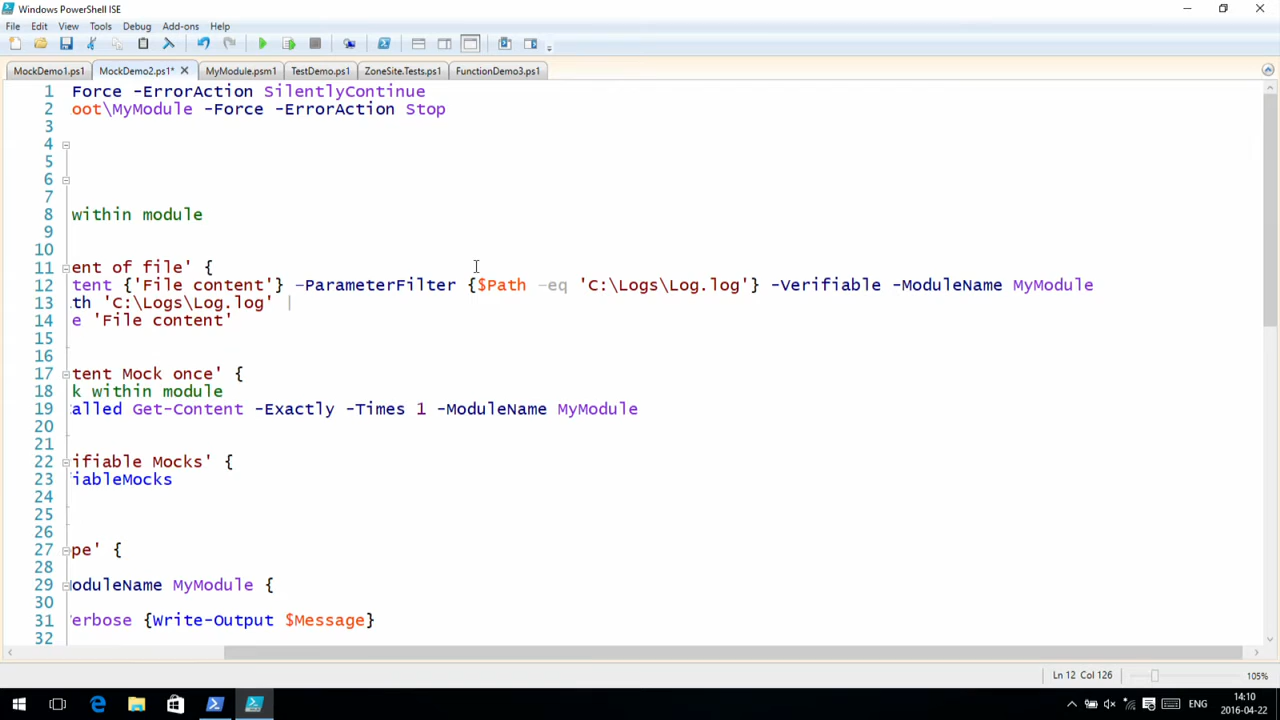 Windows PowerShell ISE
File Edit View Tools Debug Add-ons Help
MockDemo1.ps1 MockDemo2.ps1* MyModule.psm1 TestDemo.ps1 ZoneSite.Tests.ps1 FunctionDemo3.ps1
1 Force -ErrorAction SilentlyContinue
2 oot\MyModule -Force -ErrorAction Stop
3
4
5
6
7
8 within module
9
10
11 ent of file' {
12 tent {'File content'} -ParameterFilter {$Path -eq 'C:\Logs\Log.log'} -Verifiable -ModuleName MyModule
13 th 'C:\Logs\Log.log' |
14 e 'File content'
15
16
17 tent Mock once' {
18 k within module
19 alled Get-Content -Exactly -Times 1 -ModuleName MyModule
20
21
22 ifiable Mocks' {
23 iableMocks
24
25
26
27 pe' {
28
29 oduleName MyModule {
30
31 erbose {Write-Output $Message}
32
Ln 12 Col 126 105%
ENG
14:10
2016-04-22